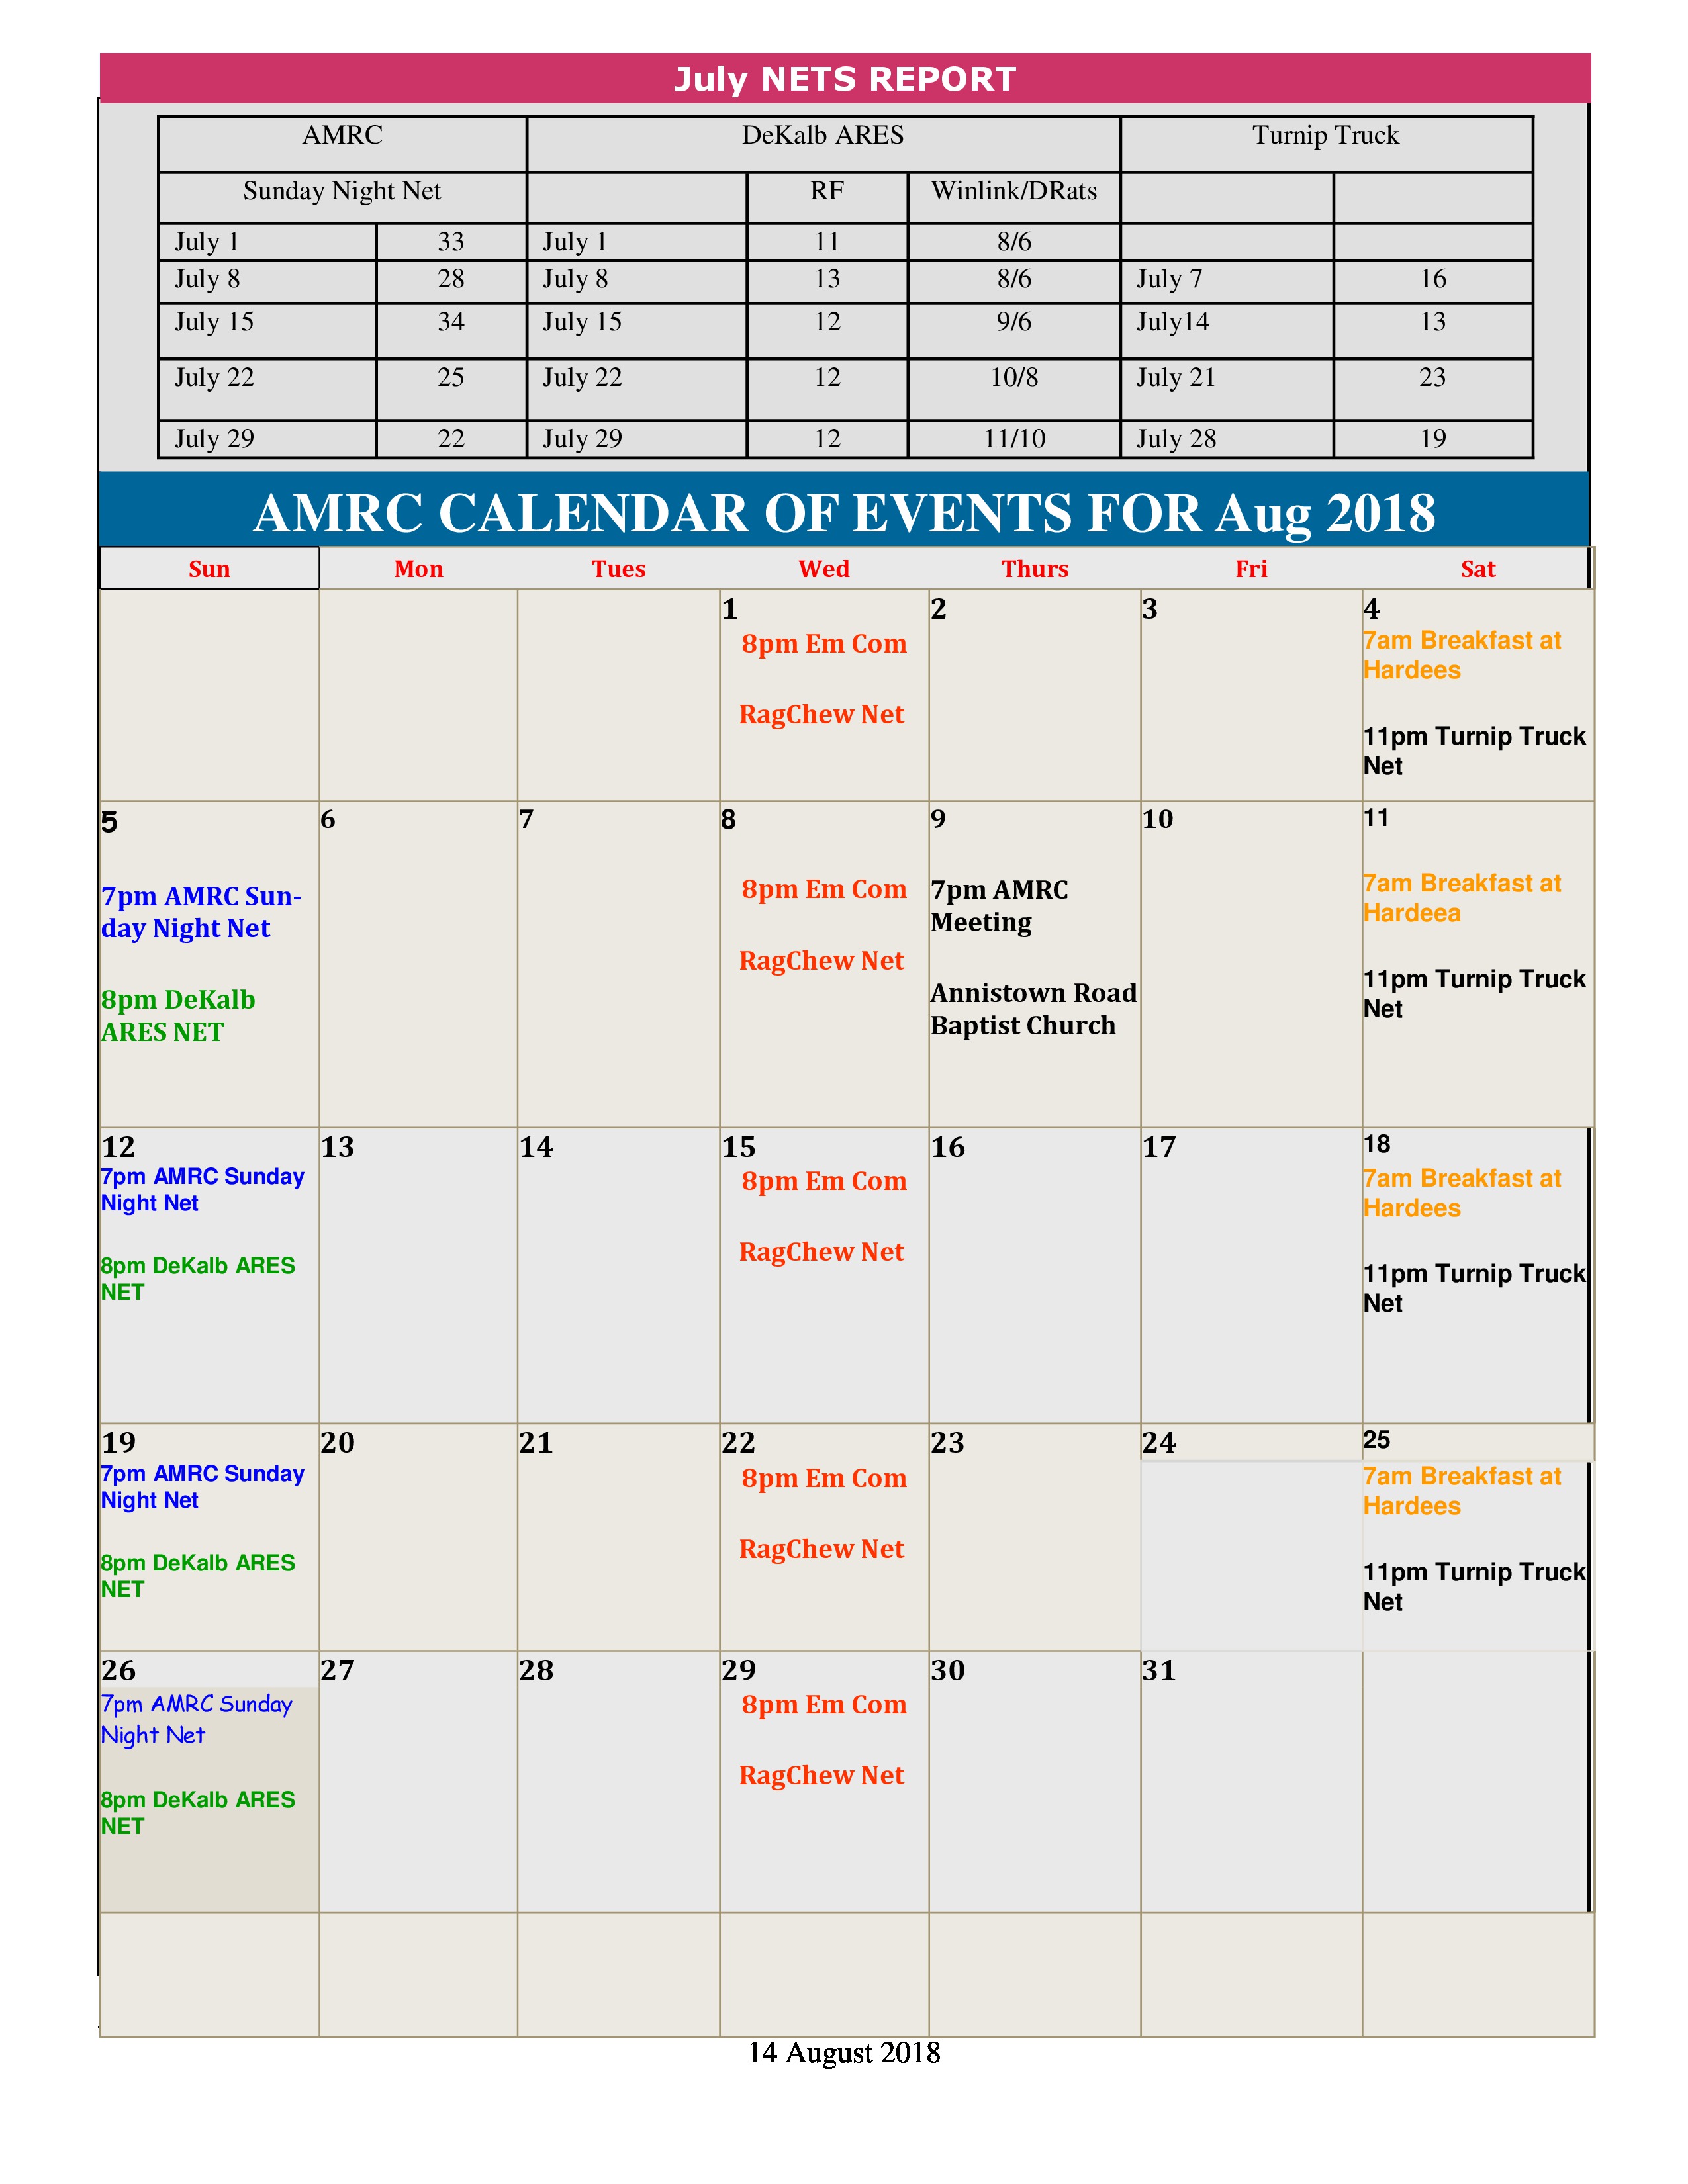 July NETS REPORT
AMRC DeKalb ARES Turnip Truck
Sunday Night Net RF Winlink/DRats
July 1 33 July 1 11 8/6
July 8 28 July 8 13 8/6 July 7 16
July 15 34 July 15 12 9/6 July14 13
July 22 25 July 22 12 10/8 July 21 23
July 29 22 July 29 12 11/10 July 28 19
AMRC CALENDAR OF EVENTS FOR Aug 2018
Sun Mon Tues Wed Thurs Fri Sat
1
8pm Em Com
RagChew Net
2
3
4
7am Breakfast at
Hardees
11pm Turnip Truck
Net
5
7pm AMRC Sun-
day Night Net
8pm DeKalb
ARES NET
6
7
8
8pm Em Com
RagChew Net
9
7pm AMRC
Meeting
Annistown Road
Baptist Church
10
11
7am Breakfast at
Hardeea
11pm Turnip Truck
Net
12
7pm AMRC Sunday
Night Net
8pm DeKalb ARES
NET
13
14
15
8pm Em Com
RagChew Net
16
17
18
7am Breakfast at
Hardees
11pm Turnip Truck
Net
19
7pm AMRC Sunday
Night Net
8pm DeKalb ARES
NET
20
21
22
8pm Em Com
RagChew Net
23
24
25
7am Breakfast at
Hardees
11pm Turnip Truck
Net
26
7pm AMRC Sunday
Night Net
8pm DeKalb ARES
NET
27
28
29
8pm Em Com
RagChew Net
30
31
14 August 2018